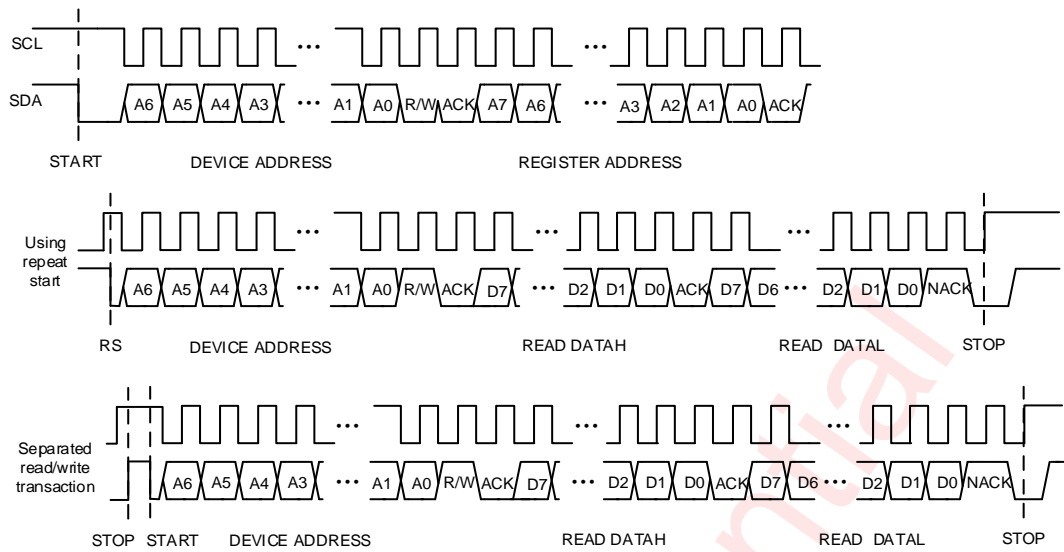 SCL
SDA
A6 A5 A4 A3 ••• A1 A0 R/W ACK A7 A6 ••• A3 A2 A1 A0 ACK
START DEVICE ADDRESS REGISTER ADDRESS
Using
repeat
start
A6 A5 A4 A3 ••• A1 A0 R/W ACK D7 ••• D2 D1 D0 ACK D7 D6 ••• D2 D1 D0 NACK
RS DEVICE ADDRESS READ DATAH READ DATAL STOP
Separated
read/write
transaction
A6 A5 A4 A3 ••• A1 A0 R/W ACK D7 ••• D2 D1 D0 ACK D7 D6 ••• D2 D1 D0 NACK
STOP START DEVICE ADDRESS READ DATAH READ DATAL STOP
ntial